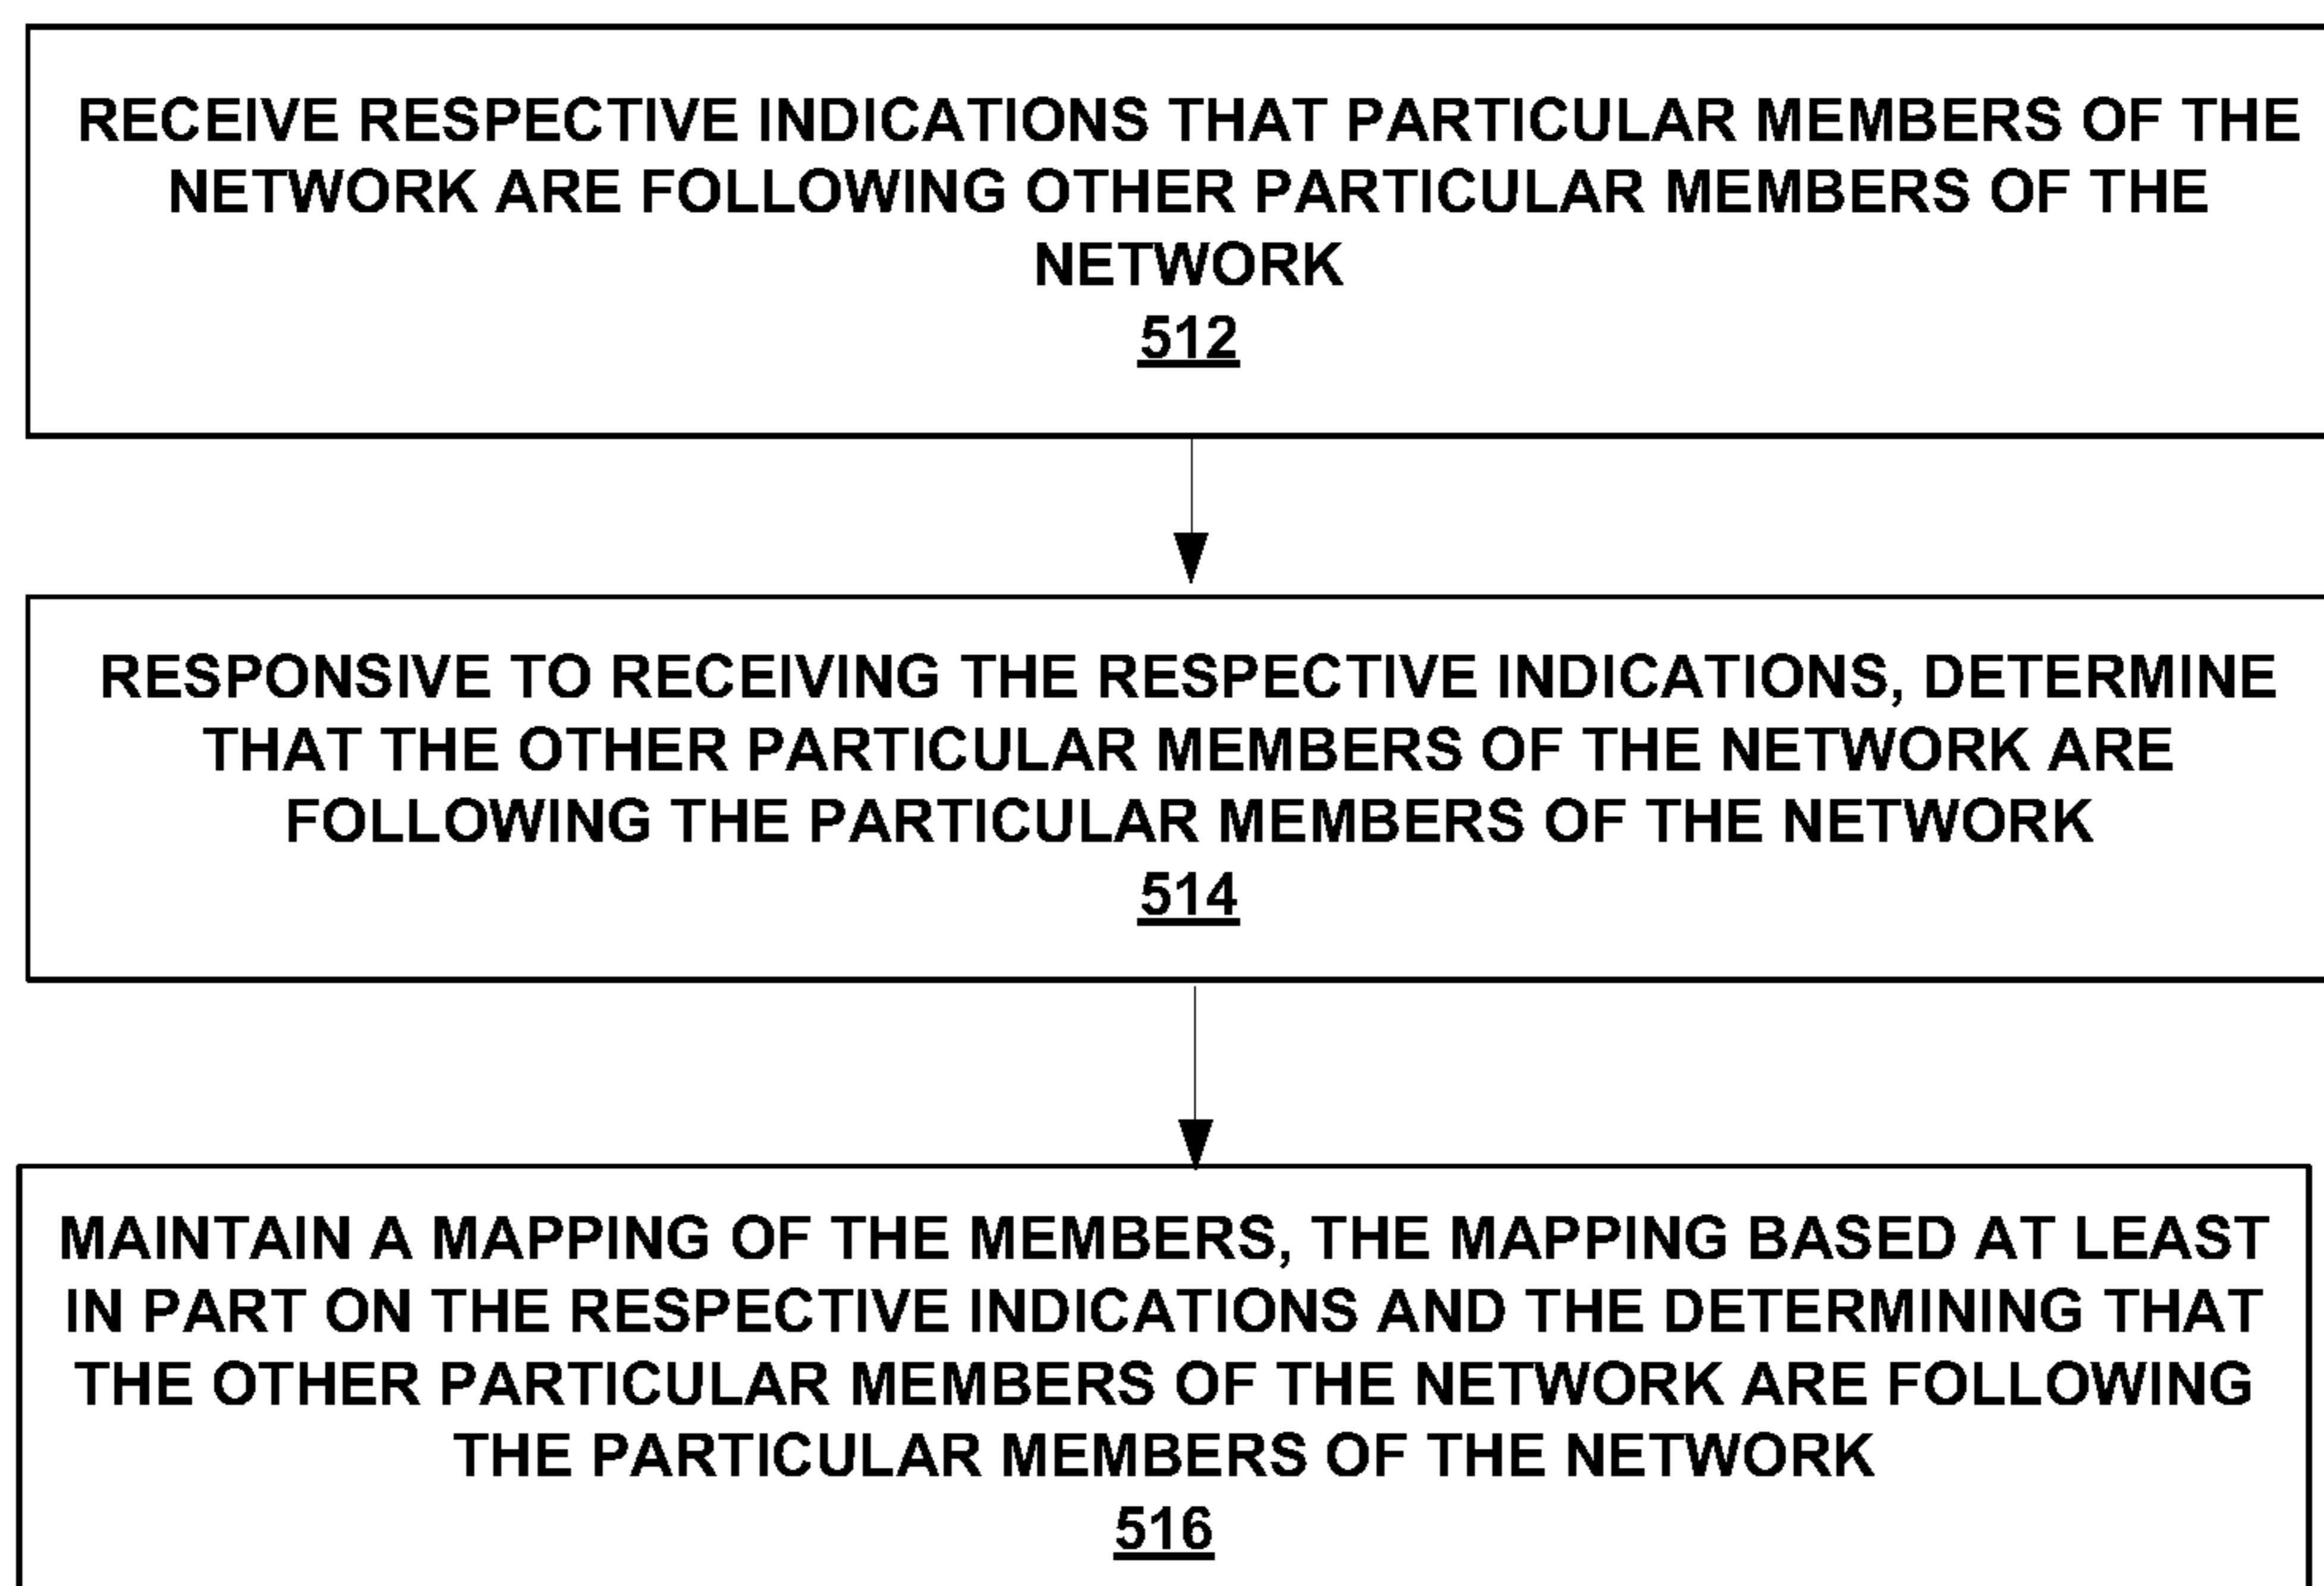 RECEIVE RESPECTIVE INDICATIONS THAT PARTICULAR MEMBERS OF THE
NETWORK ARE FOLLOWING OTHER PARTICULAR MEMBERS OF THE
NETWORK
512
RESPONSIVE TO RECEIVING THE RESPECTIVE INDICATIONS, DETERMINE
THAT THE OTHER PARTICULAR MEMBERS OF THE NETWORK ARE
FOLLOWING THE PARTICULAR MEMBERS OF THE NETWORK
514
MAINTAIN A MAPPING OF THE MEMBERS, THE MAPPING BASED AT LEAST
IN PART ON THE RESPECTIVE INDICATIONS AND THE DETERMINING THAT
THE OTHER PARTICULAR MEMBERS OF THE NETWORK ARE FOLLOWING
THE PARTICULAR MEMBERS OF THE NETWORK
516